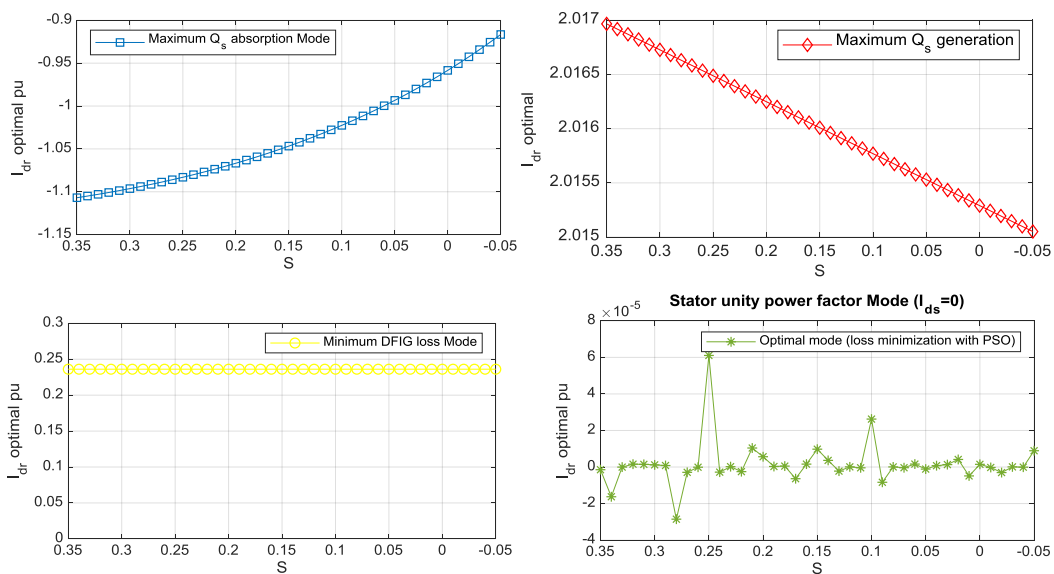 -0.9
-0.95
-1
-1.05
-1.1
-1.15
I_dr optimal pu
Maximum Q_s absorption Mode
0.35 0.3 0.25 0.2 0.15 0.1 0.05 0 -0.05
S
2.017
2.0165
2.016
2.0155
2.015
I_dr optimal
Maximum Q_s generation
0.35 0.3 0.25 0.2 0.15 0.1 0.05 0 -0.05
S
0.3
0.25
0.2
0.15
0.1
0.05
0
I_dr optimal pu
Minimum DFIG loss Mode
0.35 0.3 0.25 0.2 0.15 0.1 0.05 0 -0.05
S
Stator unity power factor Mode (I_ds=0)
×10^-5
8
6
4
2
0
-2
-4
I_dr optimal pu
Optimal mode (loss minimization with PSO)
0.35 0.3 0.25 0.2 0.15 0.1 0.05 0 -0.05
S